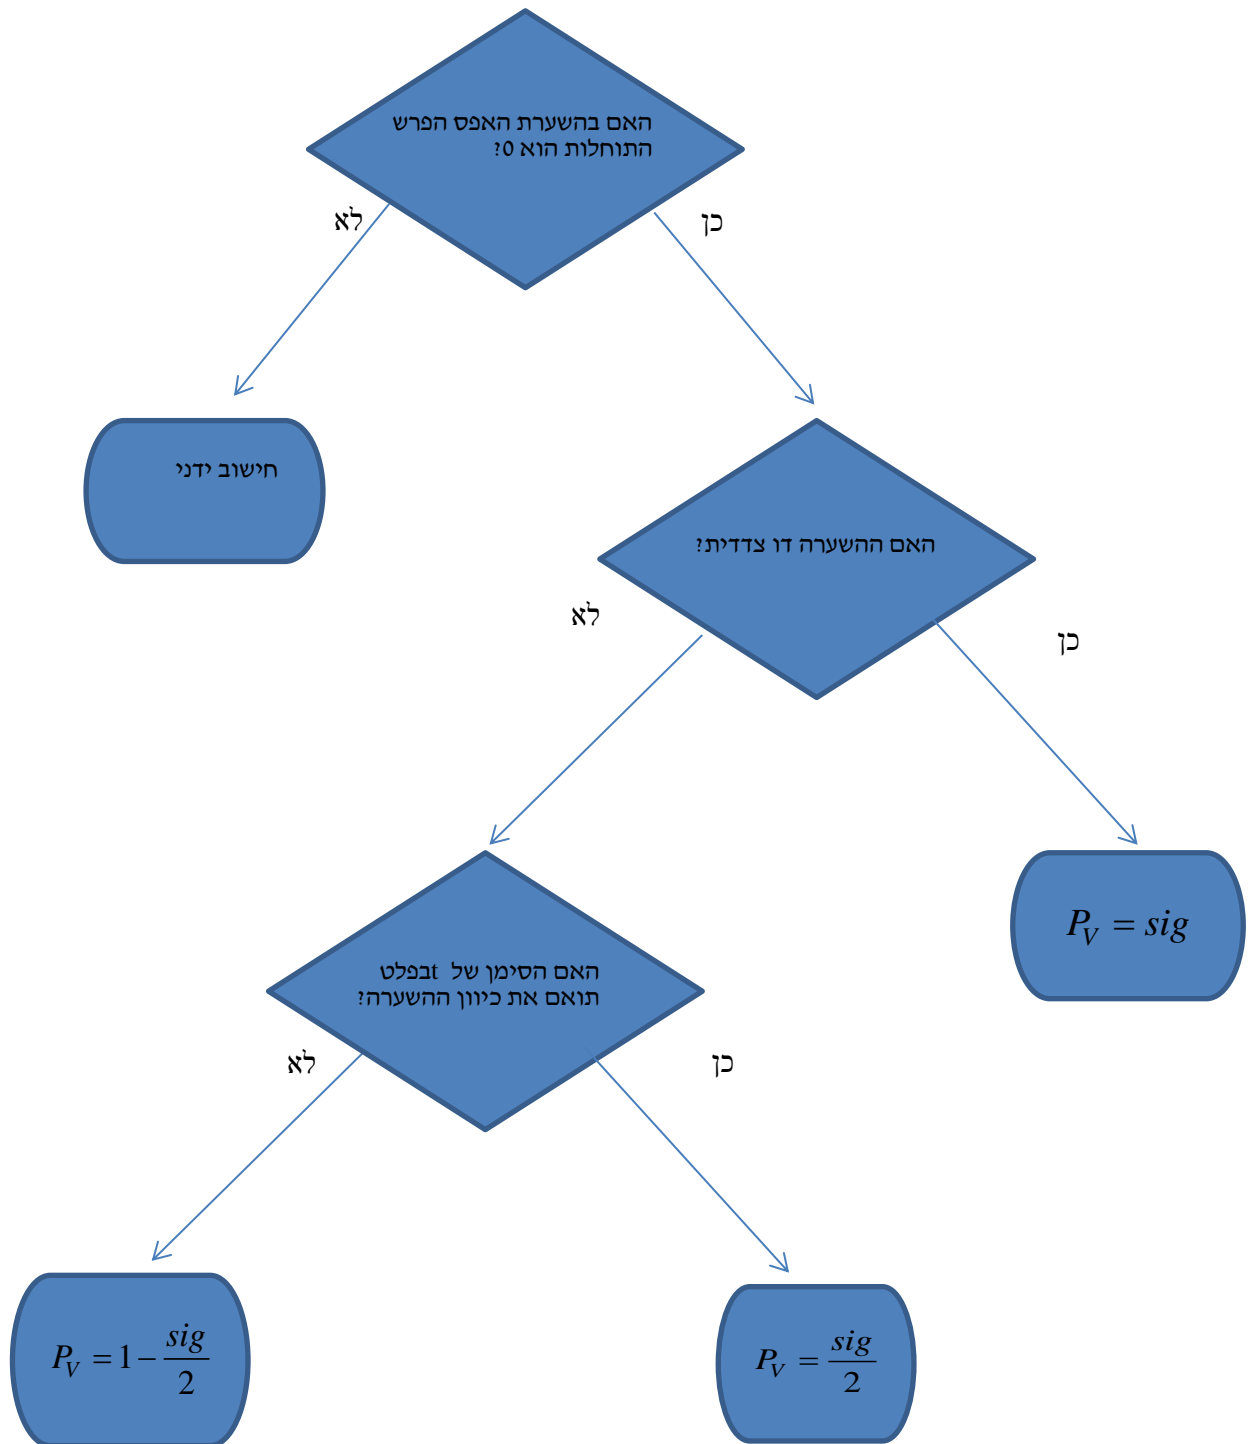 האם בהשערת האפס הפרש
התוחלות הוא 0?
לא
כן
חישוב ידני
האם ההשערה דו צדדית?
לא
כן
P_V = sig
האם הסימן של t בפלט
תואם את כיוון ההשערה?
לא
כן
P_V = 1 - sig/2
P_V = sig/2